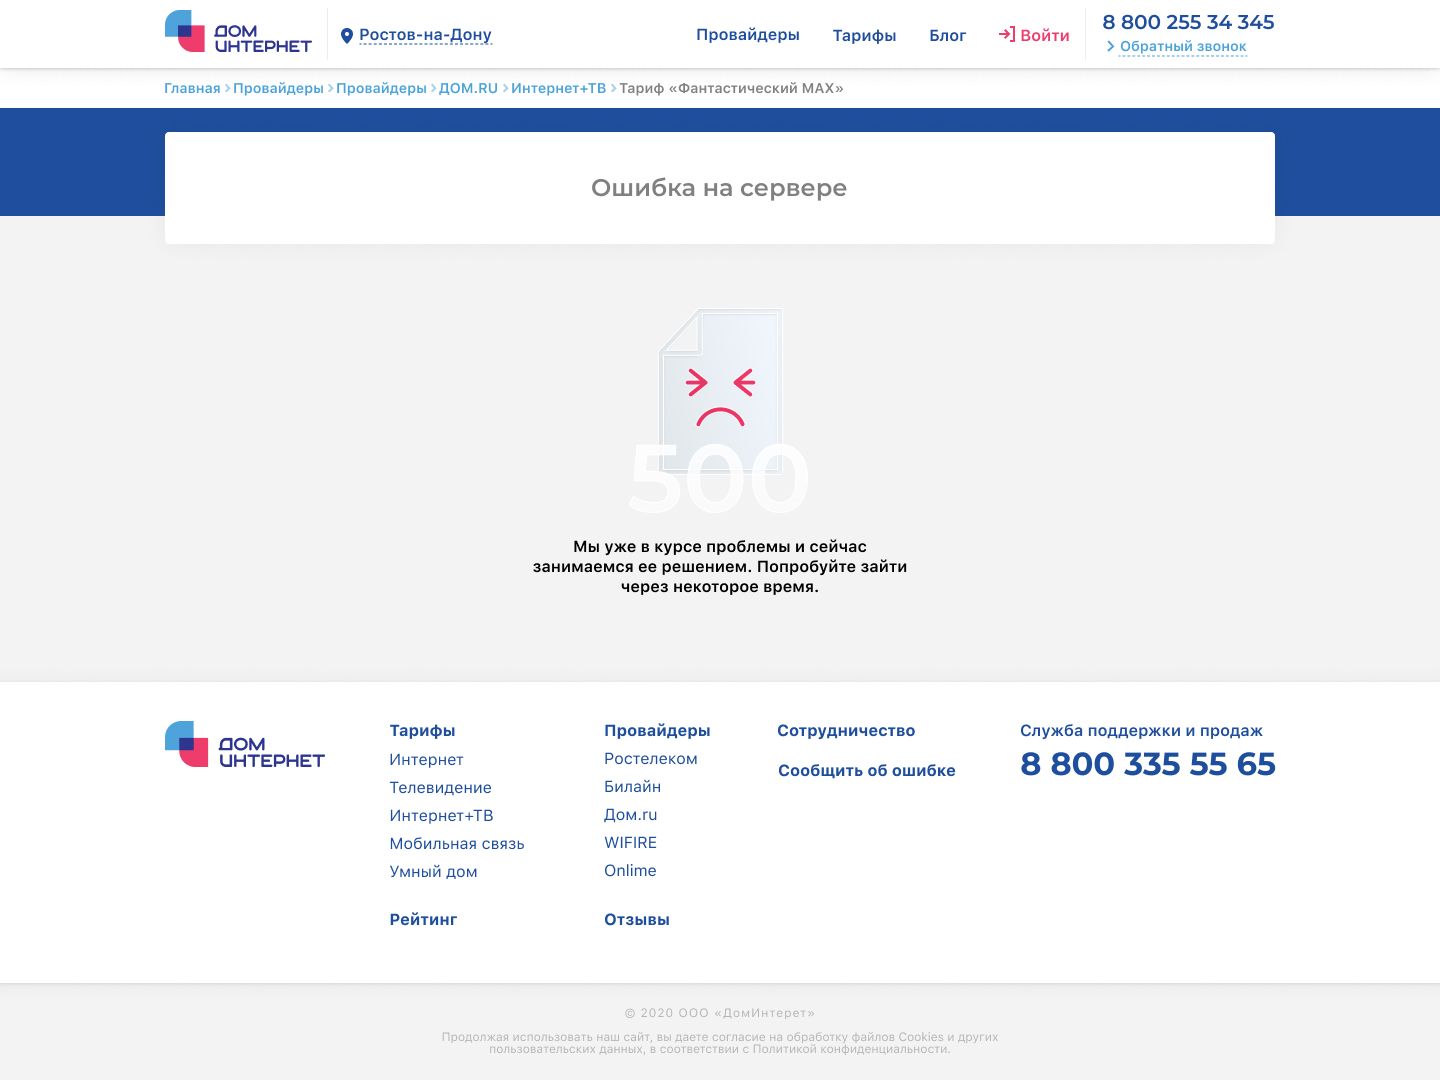 ДОМ
ИНТЕРНЕТ
Ростов-на-Дону
Провайдеры
Тарифы
Блог
Войти
8 800 255 34 345
Обратный звонок
Главная
Провайдеры
Провайдеры
ДОМ.RU
Интернет+ТВ
Тариф «Фантастический MAX»
Ошибка на сервере
500
Мы уже в курсе проблемы и сейчас
занимаемся ее решением. Попробуйте зайти
через некоторое время.
ДОМ
ИНТЕРНЕТ
Тарифы
Интернет
Телевидение
Интернет+ТВ
Мобильная связь
Умный дом
Рейтинг
Провайдеры
Ростелеком
Билайн
Дом.ru
WIFIRE
Onlime
Отзывы
Сотрудничество
Сообщить об ошибке
Служба поддержки и продаж
8 800 335 55 65
© 2020 ООО «ДомИнтерет»
Продолжая использовать наш сайт, вы даете согласие на обработку файлов Cookies и других
пользовательских данных, в соответствии с Политикой конфиденциальности.